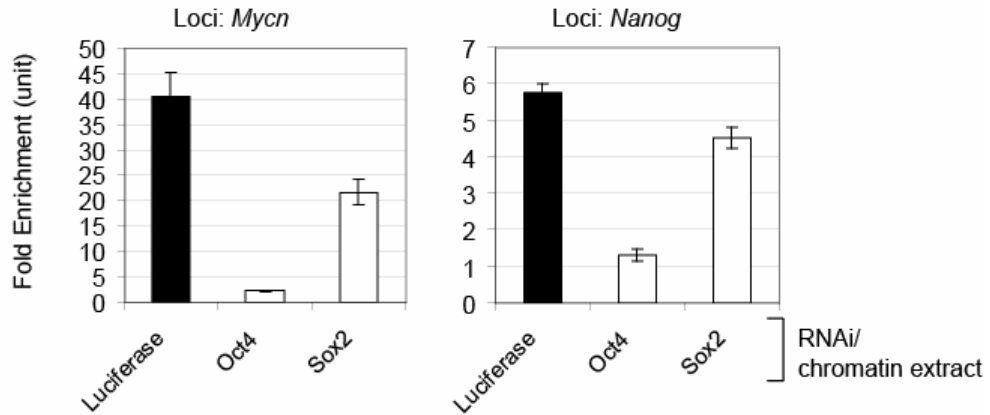 Loci: Mycn
Loci: Nanog
Fold Enrichment (unit)
50
45
40
35
30
25
20
15
10
5
0
Luciferase
Oct4
Sox2
7
6
5
4
3
2
1
0
Luciferase
Oct4
Sox2
RNAi/
chromatin extract